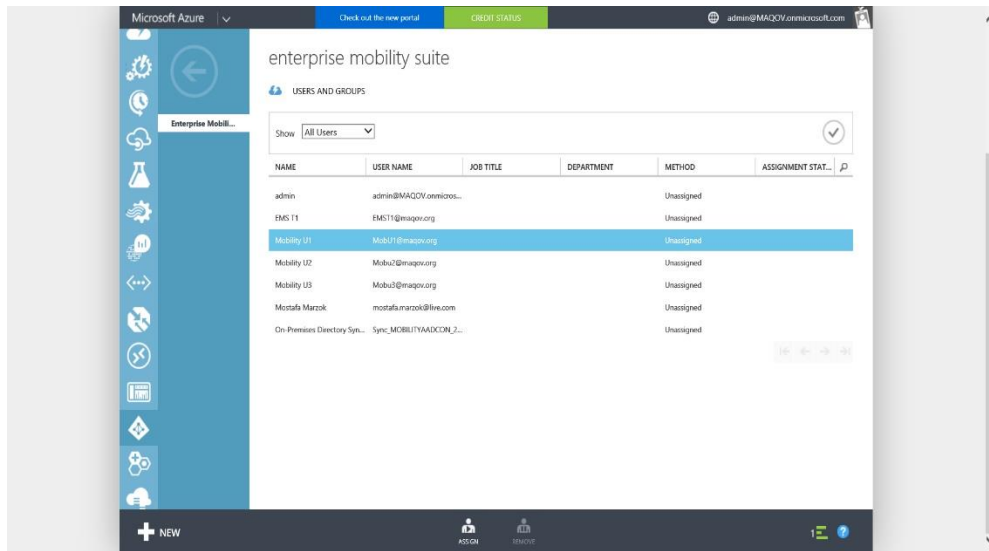 Microsoft Azure
Check out the new portal
CREDIT STATUS
admin@MAQOV.onmicrosoft.com
enterprise mobility suite
USERS AND GROUPS
Enterprise Mobili...
Show All Users
NAME USER NAME JOB TITLE DEPARTMENT METHOD ASSIGNMENT STAT...
admin admin@MAQOV.onmicros... Unassigned
EMS T1 EMST1@maqov.org Unassigned
Mobility U1 MobU1@maqov.org Unassigned
Mobility U2 Mobu2@maqov.org Unassigned
Mobility U3 Mobu3@maqov.org Unassigned
Mostafa Marzok mostafa.marzok@live.com Unassigned
On-Premises Directory Syn... Sync_MOBILITYAADCON_2... Unassigned
NEW
ASSIGN
REMOVE
1
?